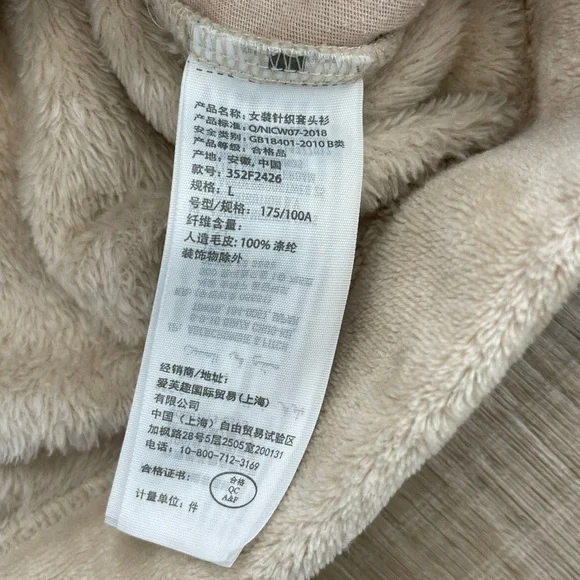 产品名称：女装针织套头衫
产品标准：Q/NICW07-2018
安全类别：GB18401-2010 B类
产品等级：合格品
产地：安徽，中国
款号：352F2426
规格：L
号型/规格：175/100A
纤维含量：
人造毛皮：100% 涤纶
装饰物除外
经销商/地址：
爱芙趣国际贸易(上海)
有限公司
中国（上海）自由贸易试验区
加枫路28号5层2505室200131
电话：10-800-712-3169
合格证书：
合格
QC
A&F
计量单位：件